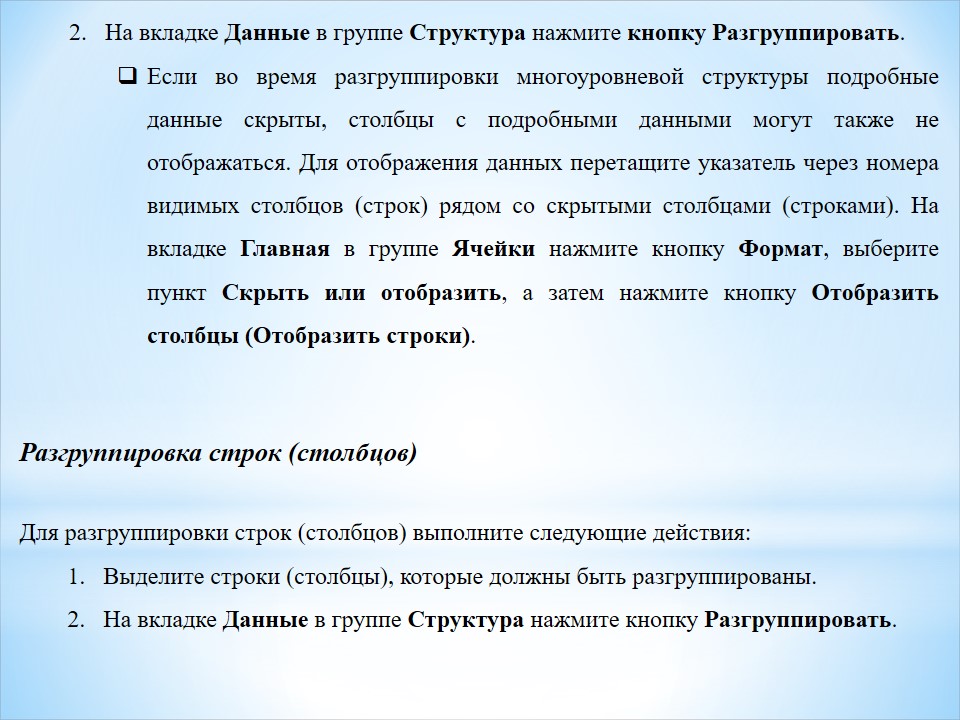 2. На вкладке Данные в группе Структура нажмите кнопку Разгруппировать.
❑ Если во время разгруппировки многоуровневой структуры подробные
данные скрыты, столбцы с подробными данными могут также не
отображаться. Для отображения данных перетащите указатель через номера
видимых столбцов (строк) рядом со скрытыми столбцами (строками). На
вкладке Главная в группе Ячейки нажмите кнопку Формат, выберите
пункт Скрыть или отобразить, а затем нажмите кнопку Отобразить
столбцы (Отобразить строки).
Разгруппировка строк (столбцов)
Для разгруппировки строк (столбцов) выполните следующие действия:
1. Выделите строки (столбцы), которые должны быть разгруппированы.
2. На вкладке Данные в группе Структура нажмите кнопку Разгруппировать.